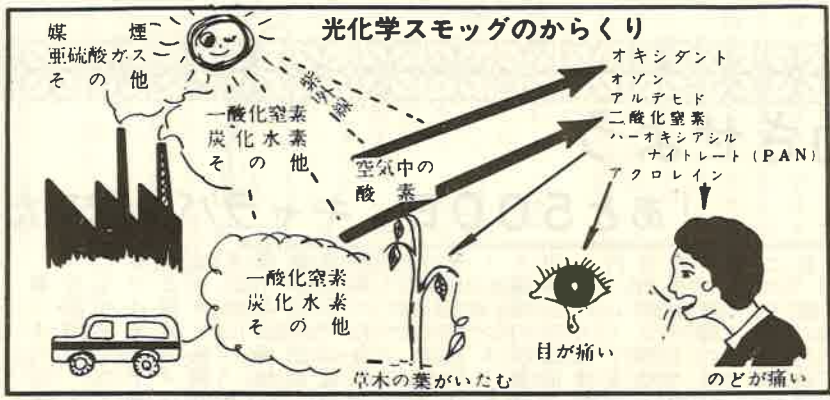 光化学スモッグのからくり
媒煙
亜硫酸ガス
その他
一酸化窒素
炭化水素
その他
紫外線
空気中の
酸素
オキシダント
オゾン
アルデヒド
二酸化窒素
パーオキシアシル
ナイトレート(PAN)
アクロレイン
一酸化窒素
炭化水素
その他
草木の葉がいたむ
目が痛い
のどが痛い